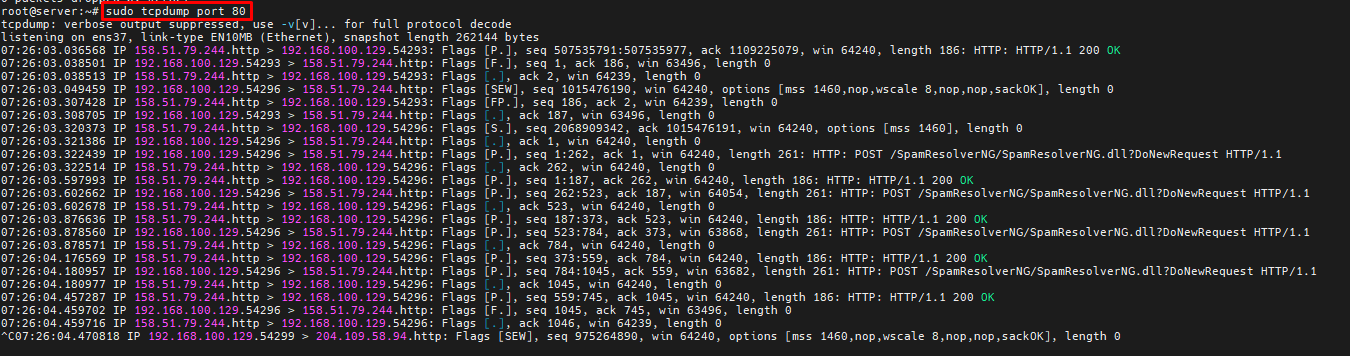 root@server:~# sudo tcpdump port 80
tcpdump: verbose output suppressed, use -v[v]... for full protocol decode
listening on ens37, link-type EN10MB (Ethernet), snapshot length 262144 bytes
07:26:03.036568 IP 158.51.79.244.http > 192.168.100.129.54293: Flags [P.], seq 507535791:507535977, ack 1109225079, win 64240, length 186: HTTP: HTTP/1.1 200 OK
07:26:03.038501 IP 192.168.100.129.54293 > 158.51.79.244.http: Flags [F.], seq 1, ack 186, win 63496, length 0
07:26:03.038513 IP 158.51.79.244.http > 192.168.100.129.54293: Flags [.], ack 2, win 64239, length 0
07:26:03.049459 IP 192.168.100.129.54296 > 158.51.79.244.http: Flags [SEW], seq 1015476190, win 64240, options [mss 1460,nop,wscale 8,nop,nop,sackOK], length 0
07:26:03.307428 IP 158.51.79.244.http > 192.168.100.129.54293: Flags [FP.], seq 186, ack 2, win 64239, length 0
07:26:03.308705 IP 192.168.100.129.54293 > 158.51.79.244.http: Flags [.], ack 187, win 63496, length 0
07:26:03.320373 IP 158.51.79.244.http > 192.168.100.129.54296: Flags [S.], seq 2068909342, ack 1015476191, win 64240, options [mss 1460], length 0
07:26:03.321386 IP 192.168.100.129.54296 > 158.51.79.244.http: Flags [.], ack 1, win 64240, length 0
07:26:03.322439 IP 192.168.100.129.54296 > 158.51.79.244.http: Flags [P.], seq 1:262, ack 1, win 64240, length 261: HTTP: POST /SpamResolverNG/SpamResolverNG.dll?DoNewRequest HTTP/1.1
07:26:03.322514 IP 158.51.79.244.http > 192.168.100.129.54296: Flags [.], ack 262, win 64240, length 0
07:26:03.597993 IP 158.51.79.244.http > 192.168.100.129.54296: Flags [P.], seq 1:187, ack 262, win 64240, length 186: HTTP: HTTP/1.1 200 OK
07:26:03.602662 IP 192.168.100.129.54296 > 158.51.79.244.http: Flags [P.], seq 262:523, ack 187, win 64054, length 261: HTTP: POST /SpamResolverNG/SpamResolverNG.dll?DoNewRequest HTTP/1.1
07:26:03.602678 IP 158.51.79.244.http > 192.168.100.129.54296: Flags [.], ack 523, win 64240, length 0
07:26:03.876636 IP 158.51.79.244.http > 192.168.100.129.54296: Flags [P.], seq 187:373, ack 523, win 64240, length 186: HTTP: HTTP/1.1 200 OK
07:26:03.878560 IP 192.168.100.129.54296 > 158.51.79.244.http: Flags [P.], seq 523:784, ack 373, win 63868, length 261: HTTP: POST /SpamResolverNG/SpamResolverNG.dll?DoNewRequest HTTP/1.1
07:26:03.878571 IP 158.51.79.244.http > 192.168.100.129.54296: Flags [.], ack 784, win 64240, length 0
07:26:04.176569 IP 158.51.79.244.http > 192.168.100.129.54296: Flags [P.], seq 373:559, ack 784, win 64240, length 186: HTTP: HTTP/1.1 200 OK
07:26:04.180957 IP 192.168.100.129.54296 > 158.51.79.244.http: Flags [P.], seq 784:1045, ack 559, win 63682, length 261: HTTP: POST /SpamResolverNG/SpamResolverNG.dll?DoNewRequest HTTP/1.1
07:26:04.180977 IP 158.51.79.244.http > 192.168.100.129.54296: Flags [.], ack 1045, win 64240, length 0
07:26:04.457287 IP 158.51.79.244.http > 192.168.100.129.54296: Flags [P.], seq 559:745, ack 1045, win 64240, length 186: HTTP: HTTP/1.1 200 OK
07:26:04.459702 IP 192.168.100.129.54296 > 158.51.79.244.http: Flags [F.], seq 1045, ack 745, win 63496, length 0
07:26:04.459716 IP 158.51.79.244.http > 192.168.100.129.54296: Flags [.], ack 1046, win 64239, length 0
^C07:26:04.470818 IP 192.168.100.129.54299 > 204.109.58.94.http: Flags [SEW], seq 975264890, win 64240, options [mss 1460,nop,wscale 8,nop,nop,sackOK], length 0